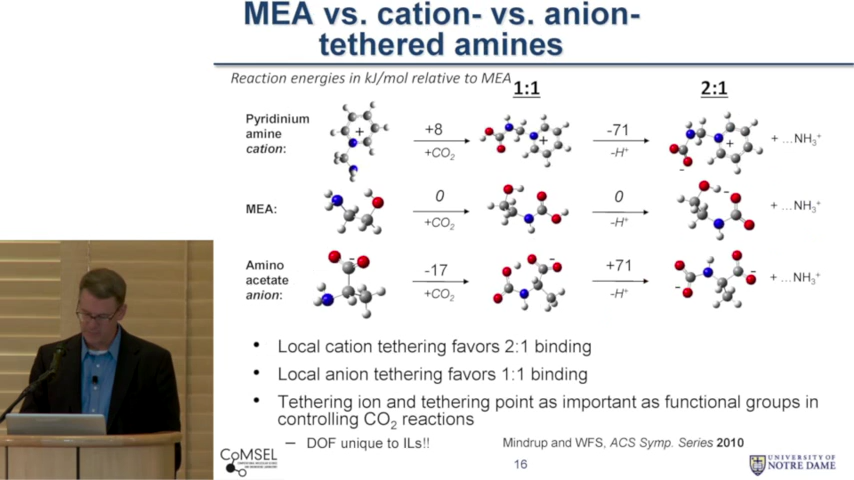 MEA vs. cation- vs. anion-
tethered amines
Reaction energies in kJ/mol relative to MEA
1:1
2:1
Pyridinium
amine
cation:
+
+8
+CO₂
+
-71
-H⁺
+
-
+ ...NH₃⁺
MEA:
0
+CO₂
0
-H⁺
-
+ ...NH₃⁺
Amino
acetate
anion:
-
-17
+CO₂
-
+71
-H⁺
-
-
+ ...NH₃⁺
• Local cation tethering favors 2:1 binding
• Local anion tethering favors 1:1 binding
• Tethering ion and tethering point as important as functional groups in
controlling CO₂ reactions
– DOF unique to ILs!!
Mindrup and WFS, ACS Symp. Series 2010
CoMSEL
16
UNIVERSITY OF
NOTRE DAME